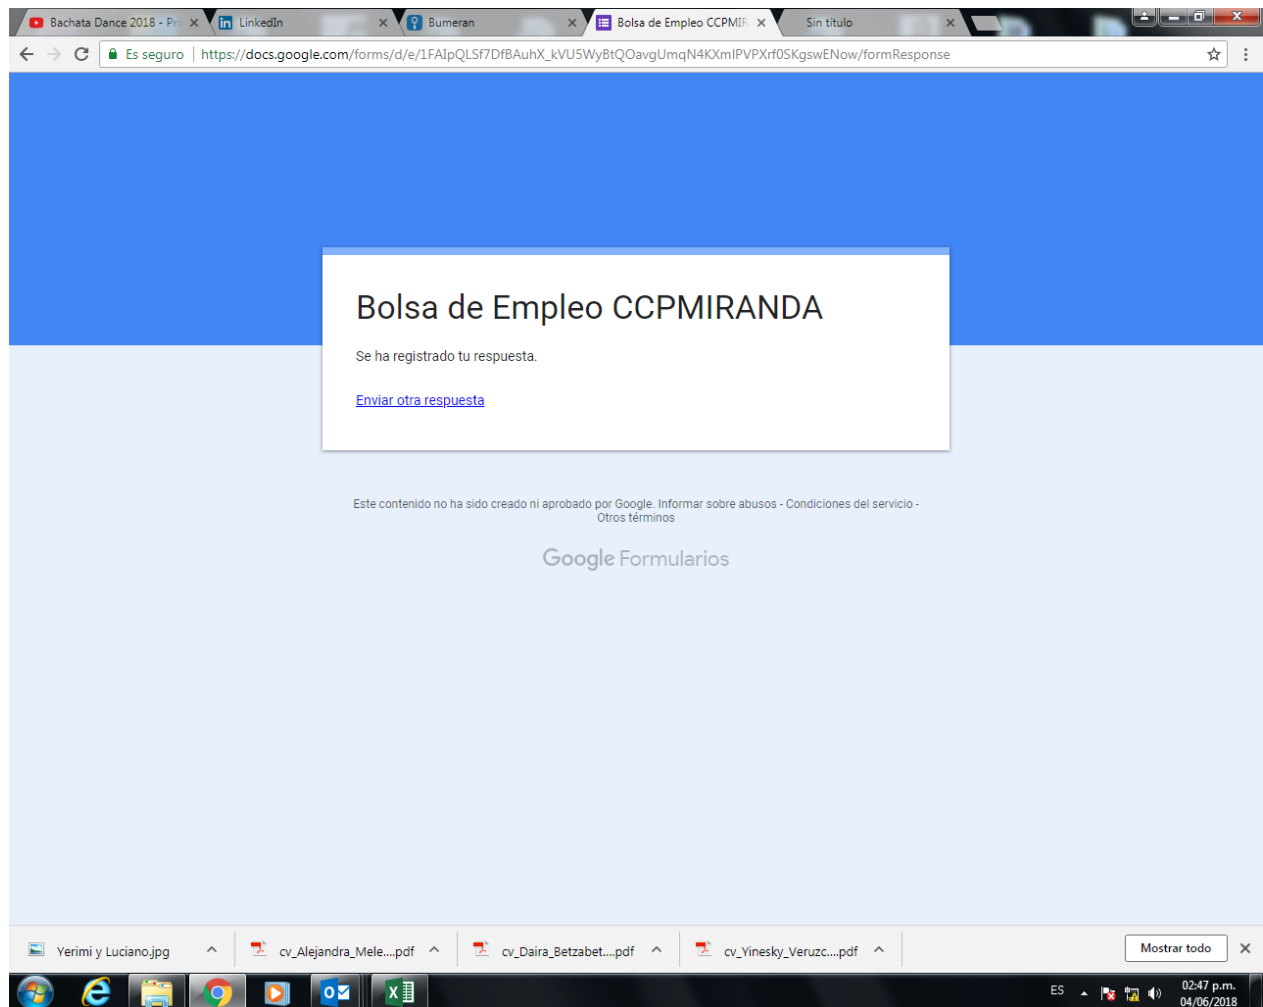 Bachata Dance 2018 - Pri
LinkedIn
Bumeran
Bolsa de Empleo CCPMIR
Sin título
Es seguro
https://docs.google.com/forms/d/e/1FAIpQLSf7DfBAuhX_kVU5WyBtQOavgUmqN4KXmIPVPXrf0SKgswENow/formResponse
Bolsa de Empleo CCPMIRANDA
Se ha registrado tu respuesta.
Enviar otra respuesta
Este contenido no ha sido creado ni aprobado por Google. Informar sobre abusos - Condiciones del servicio -
Otros términos
Google Formularios
Yerimi y Luciano.jpg
cv_Alejandra_Mele....pdf
cv_Daira_Betzabet....pdf
cv_Yinesky_Veruzc....pdf
Mostrar todo
ES
02:47 p.m.
04/06/2018